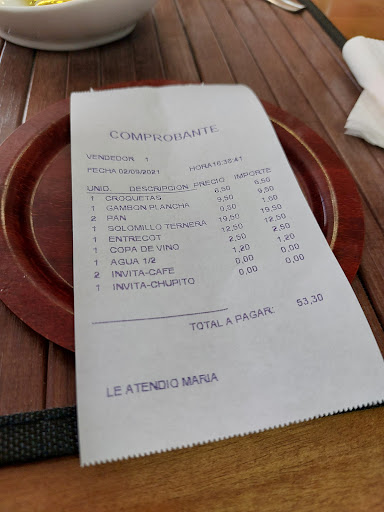 COMPROBANTE
VENDEDOR 1
FECHA 02/09/2021 HORA16:38:41
UNID. DESCRIPCION PRECIO IMPORTE
1 CROQUETAS 6,50 6,50
1 GAMBON PLANCHA 9,50 9,50
2 PAN 0,80 1,60
1 SOLOMILLO TERNERA 19,50 19,50
1 ENTRECOT 12,50 12,50
1 COPA DE VINO 2,50 2,50
1 AGUA 1/2 1,20 1,20
2 INVITA-CAFE 0,00 0,00
1 INVITA-CHUPITO 0,00 0,00
TOTAL A PAGAR: 53,30
LE ATENDIO MARIA